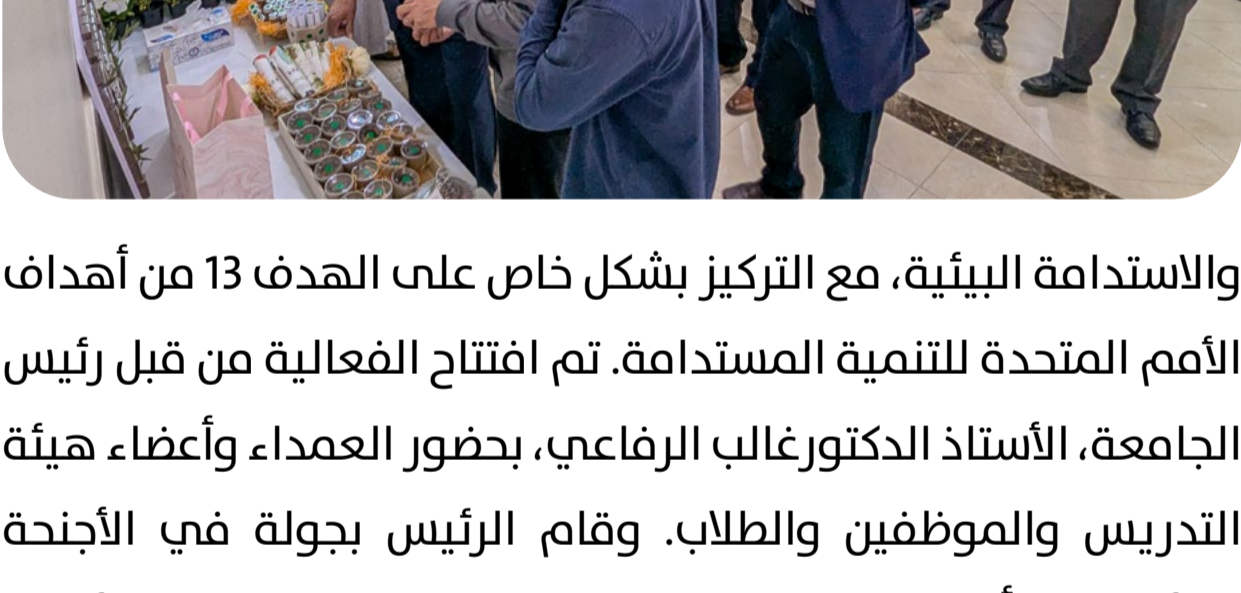 والاستدامة البيئية، مع التركيز بشكل خاص على الهدف 13 من أهداف
الأمم المتحدة للتنمية المستدامة. تم افتتاح الفعالية من قبل رئيس
الجامعة، الأستاذ الدكتورغالب الرفاعي، بحضور العمداء وأعضاء هيئة
التدريس والموظفين والطلاب. وقام الرئيس بجولة في الأجنحة